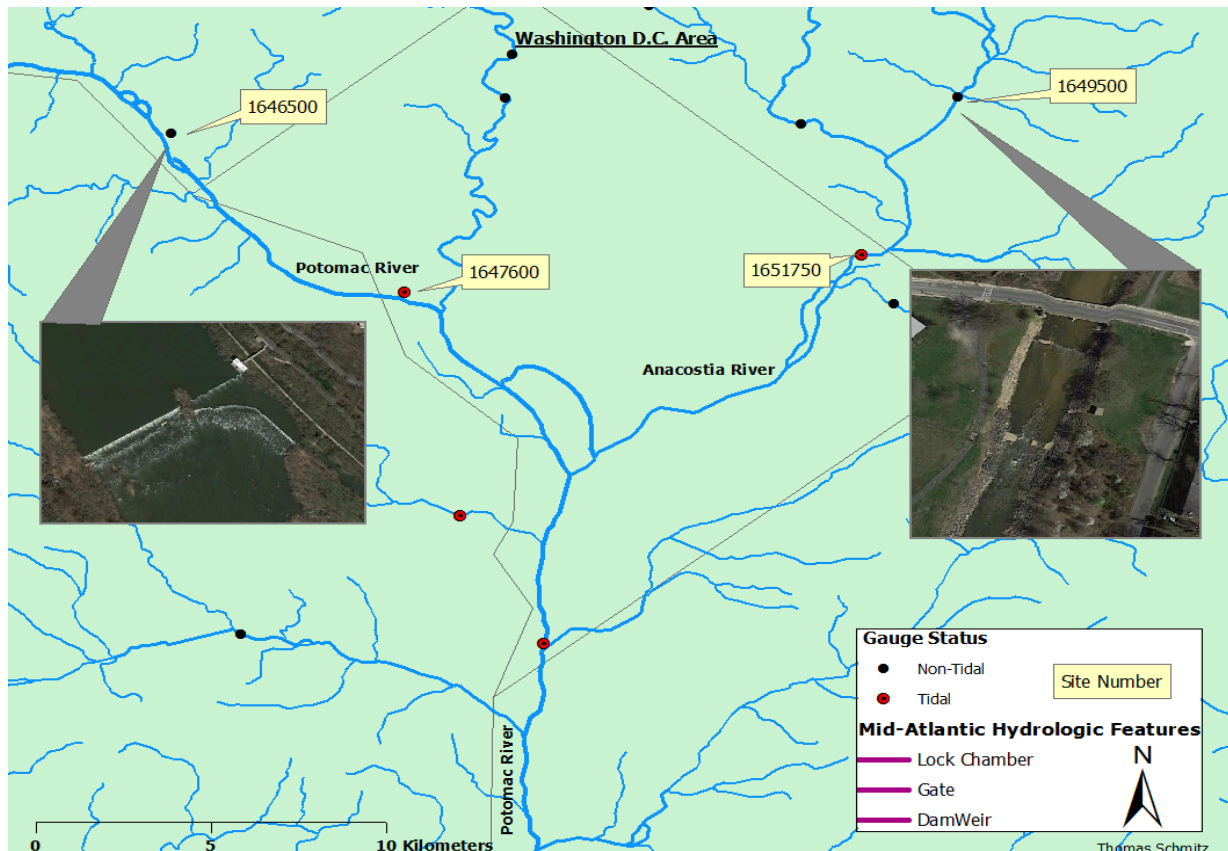 Washington D.C. Area
1646500
1649500
Potomac River
1647600
1651750
Anacostia River
Potomac River
Gauge Status
Non-Tidal
Tidal
Site Number
Mid-Atlantic Hydrologic Features
Lock Chamber
Gate
DamWeir
N
0
5
10 Kilometers
Thomas Schmitz